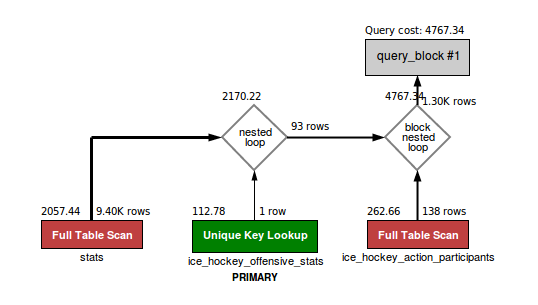 Query cost: 4767.34
query_block #1
2170.22
4767.34
1.30K rows
nested
loop
93 rows
block
nested
loop
2057.44
9.40K rows
112.78
1 row
262.66
138 rows
Full Table Scan
Unique Key Lookup
Full Table Scan
stats
ice_hockey_offensive_stats
ice_hockey_action_participants
PRIMARY